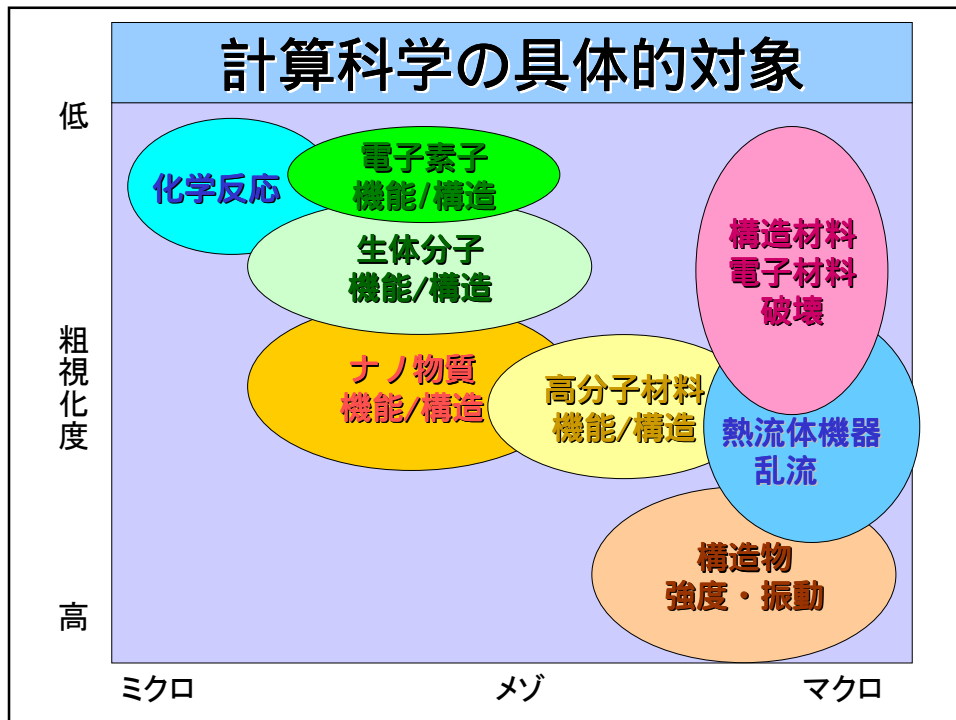 計算科学の具体的対象
低
粗視化度
高
化学反応
電子素子
機能/構造
生体分子
機能/構造
ナノ物質
機能/構造
高分子材料
機能/構造
構造材料
電子材料
破壊
熱流体機器
乱流
構造物
強度・振動
ミクロ
メゾ
マクロ